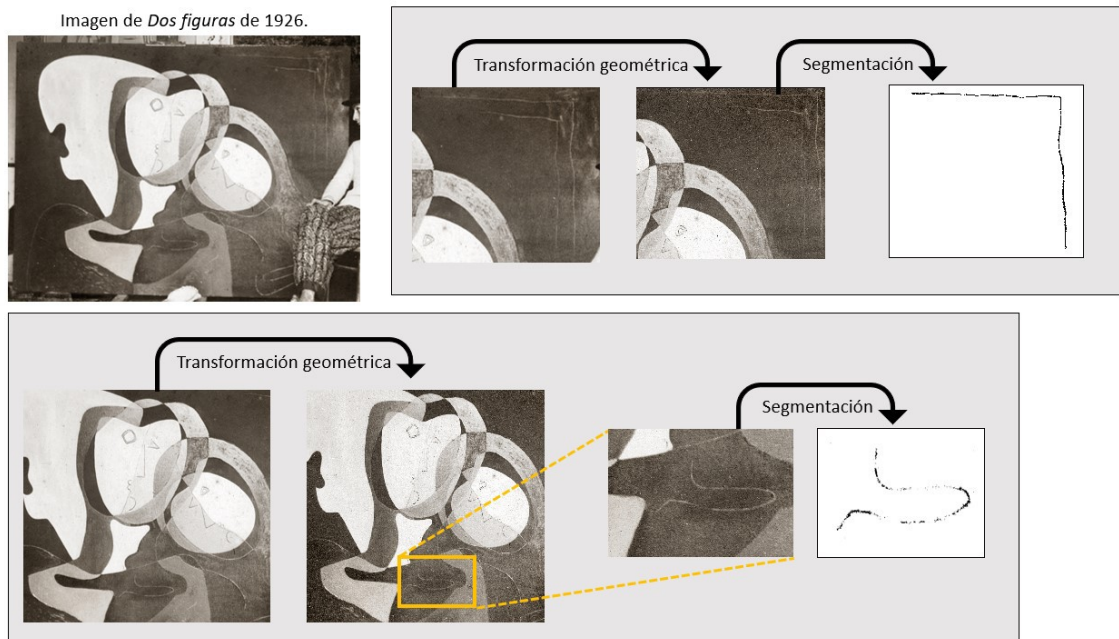 Imagen de Dos figuras de 1926.
Transformación geométrica
Segmentación
Transformación geométrica
Segmentación